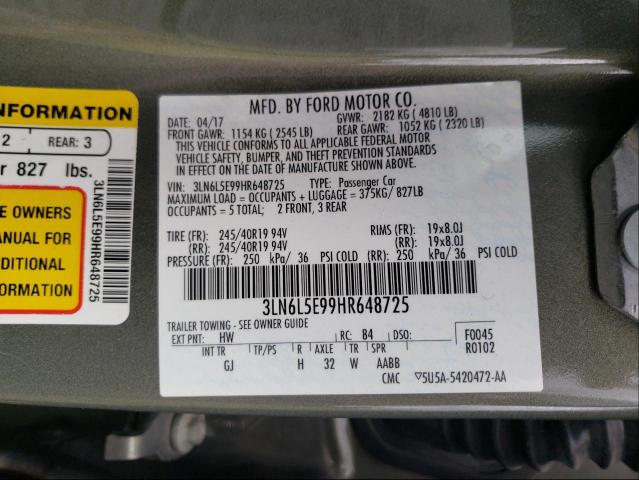 NFORMATION
2 REAR: 3
r 827 lbs.
E OWNERS
ANUAL FOR
DITIONAL
FORMATION
3LN6L5E99HR648725
MFD. BY FORD MOTOR CO.
DATE: 04/17 GVWR: 2182 KG ( 4810 LB)
FRONT GAWR: 1154 KG ( 2545 LB) REAR GAWR: 1052 KG ( 2320 LB)
THIS VEHICLE CONFORMS TO ALL APPLICABLE FEDERAL MOTOR
VEHICLE SAFETY, BUMPER, AND THEFT PREVENTION STANDARDS
IN EFFECT ON THE DATE OF MANUFACTURE SHOWN ABOVE.
VIN: 3LN6L5E99HR648725 TYPE: Passenger Car
MAXIMUM LOAD = OCCUPANTS + LUGGAGE = 375KG/ 827LB
OCCUPANTS = 5 TOTAL; 2 FRONT, 3 REAR
TIRE (FR): 245/40R19 94V RIMS (FR): 19x8.0J
(RR): 245/40R19 94V (RR): 19x8.0J
PRESSURE (FR): 250 kPa/ 36 PSI COLD (RR): 250 kPa/ 36 PSI COLD
3LN6L5E99HR648725
TRAILER TOWING - SEE OWNER GUIDE
EXT PNT: HW RC: 84 DSO: F0045
INT TR TP/PS R AXLE TR SPR R0102
GJ H 32 W AABB
CMC 5U5A-5420472-AA